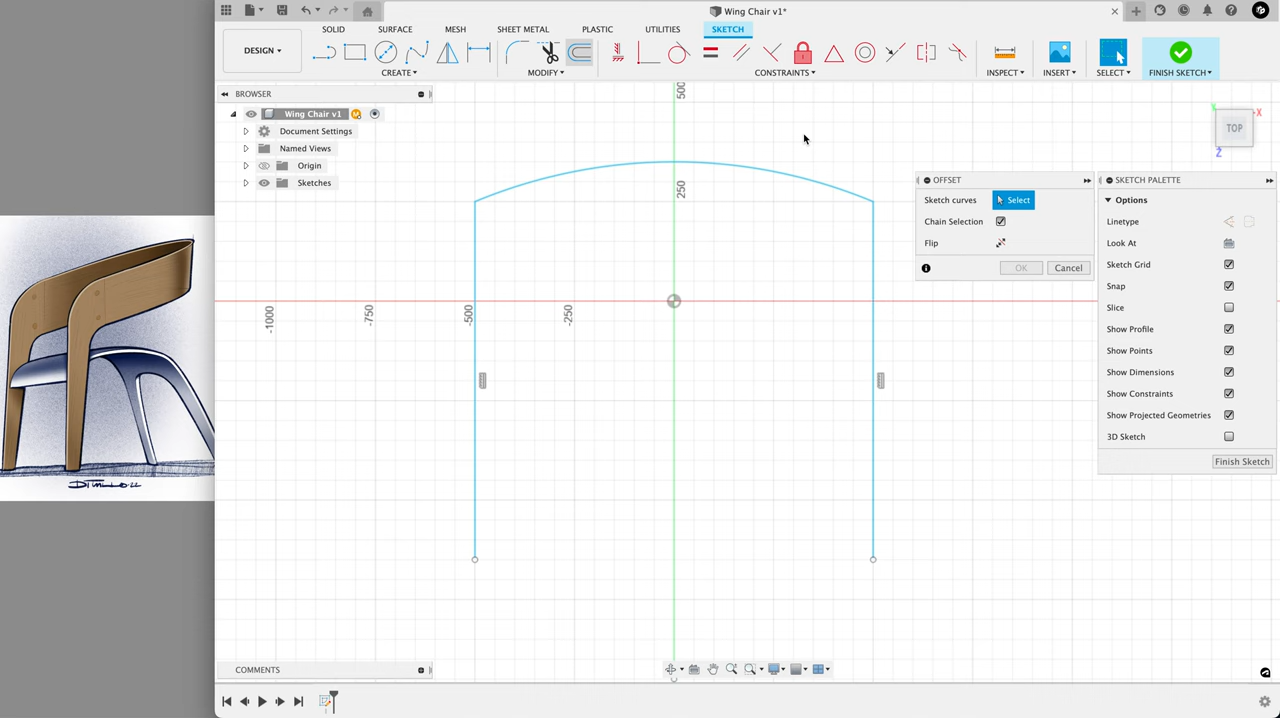 Wing Chair v1*
DESIGN
SOLID SURFACE MESH SHEET METAL PLASTIC UTILITIES SKETCH
CREATE MODIFY CONSTRAINTS INSPECT INSERT SELECT FINISH SKETCH
BROWSER
Wing Chair v1
Document Settings
Named Views
Origin
Sketches
500
250
-1000
-750
-500
-250
TOP
X
Y
Z
OFFSET
Sketch curves Select
Chain Selection
Flip
OK Cancel
SKETCH PALETTE
Options
Linetype
Look At
Sketch Grid
Snap
Slice
Show Profile
Show Points
Show Dimensions
Show Constraints
Show Projected Geometries
3D Sketch
Finish Sketch
COMMENTS